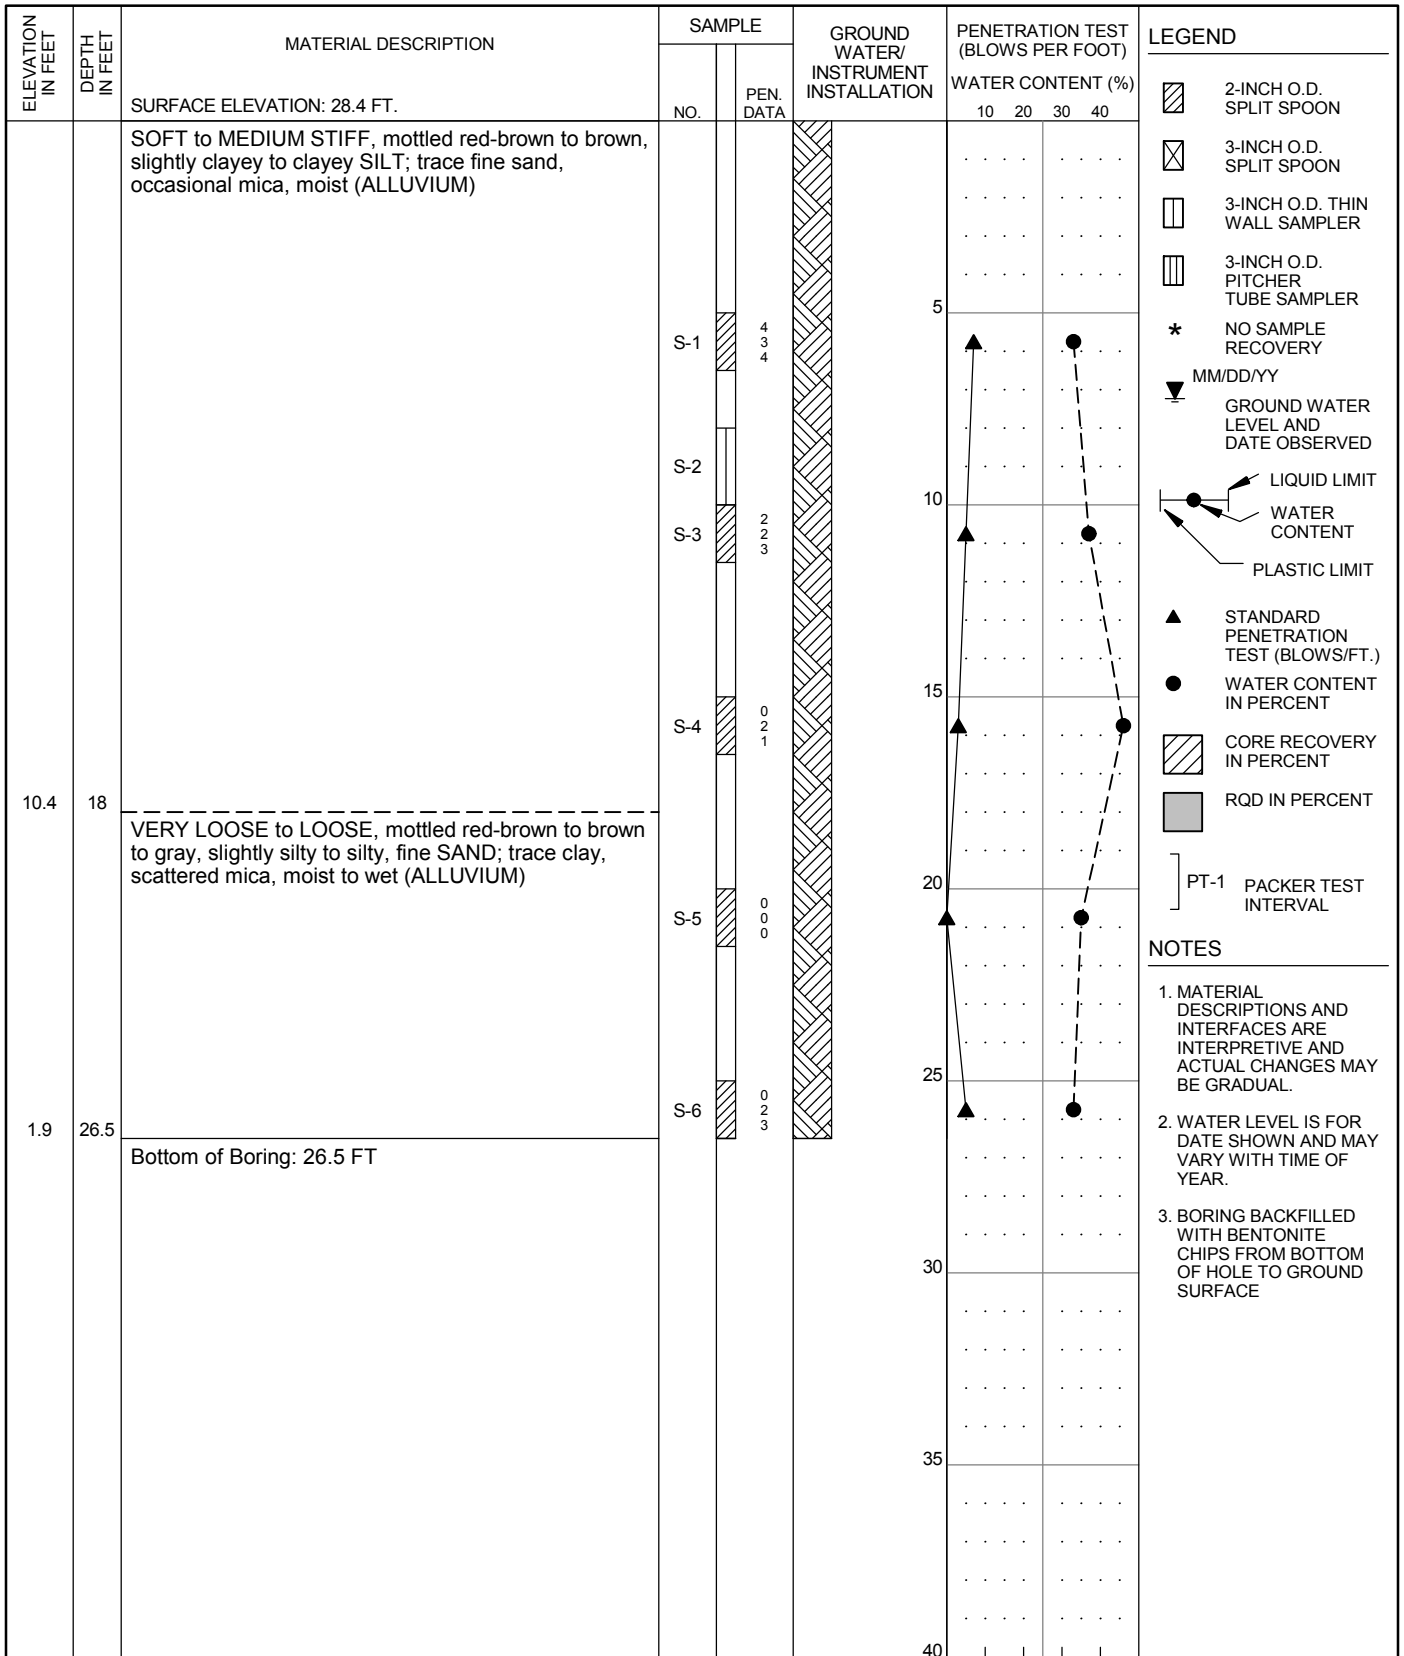 ELEVATION
IN FEET
DEPTH
IN FEET
MATERIAL DESCRIPTION
SURFACE ELEVATION: 28.4 FT.
SAMPLE
NO.
PEN.
DATA
GROUND
WATER/
INSTRUMENT
INSTALLATION
PENETRATION TEST
(BLOWS PER FOOT)
WATER CONTENT (%)
10 20 30 40
SOFT to MEDIUM STIFF, mottled red-brown to brown,
slightly clayey to clayey SILT; trace fine sand,
occasional mica, moist (ALLUVIUM)
5
S-1
4
3
4
S-2
10
S-3
2
2
3
15
S-4
0
2
1
10.4 18
VERY LOOSE to LOOSE, mottled red-brown to brown
to gray, slightly silty to silty, fine SAND; trace clay,
scattered mica, moist to wet (ALLUVIUM)
20
S-5
0
0
0
25
S-6
0
2
3
1.9 26.5
Bottom of Boring: 26.5 FT
30
35
40
LEGEND
2-INCH O.D.
SPLIT SPOON
3-INCH O.D.
SPLIT SPOON
3-INCH O.D. THIN
WALL SAMPLER
3-INCH O.D.
PITCHER
TUBE SAMPLER
* NO SAMPLE
RECOVERY
MM/DD/YY
GROUND WATER
LEVEL AND
DATE OBSERVED
LIQUID LIMIT
WATER
CONTENT
PLASTIC LIMIT
STANDARD
PENETRATION
TEST (BLOWS/FT.)
WATER CONTENT
IN PERCENT
CORE RECOVERY
IN PERCENT
RQD IN PERCENT
PT-1 PACKER TEST
INTERVAL
NOTES
1. MATERIAL
DESCRIPTIONS AND
INTERFACES ARE
INTERPRETIVE AND
ACTUAL CHANGES MAY
BE GRADUAL.
2. WATER LEVEL IS FOR
DATE SHOWN AND MAY
VARY WITH TIME OF
YEAR.
3. BORING BACKFILLED
WITH BENTONITE
CHIPS FROM BOTTOM
OF HOLE TO GROUND
SURFACE